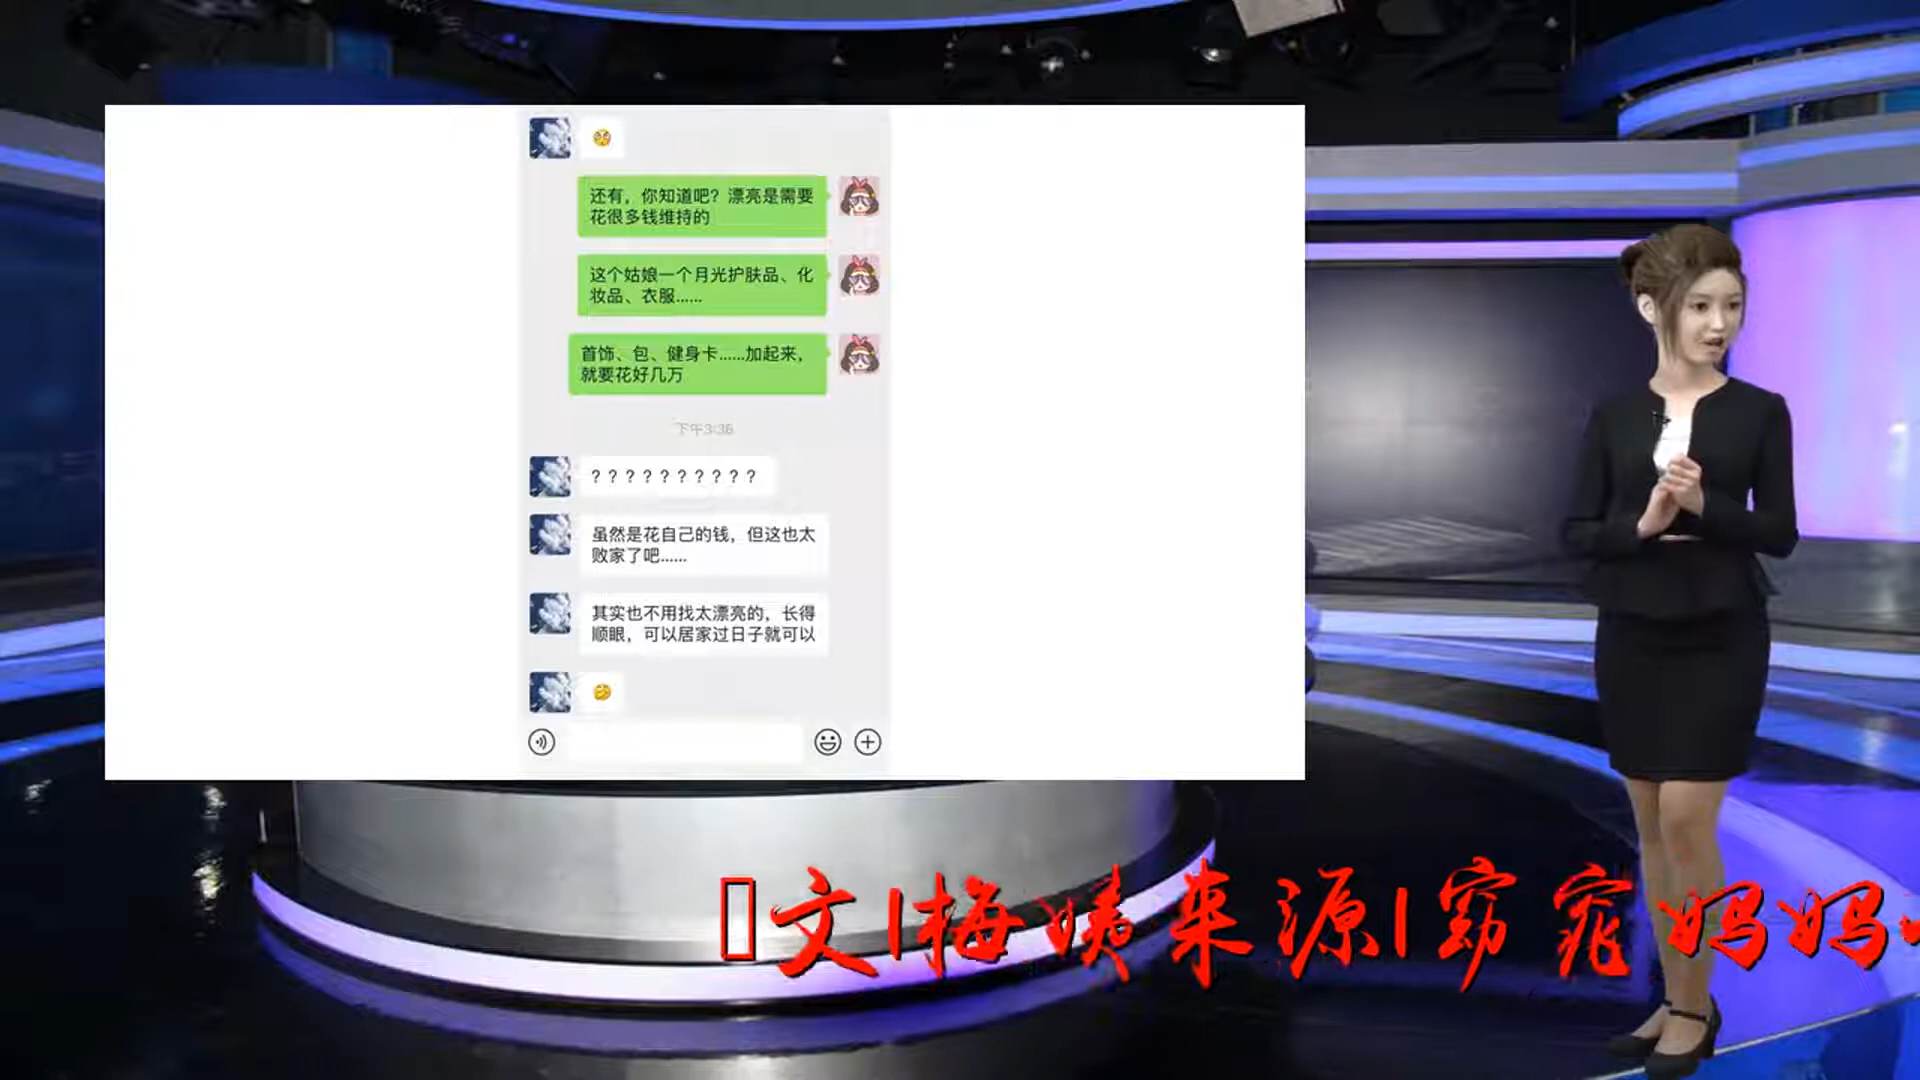 还有，你知道吧？漂亮是需要
花很多钱维持的
这个姑娘一个月光护肤品、化
妆品、衣服……
首饰、包、健身卡……加起来，
就要花好几万
下午3:36
？？？？？？？？？？
虽然是花自己的钱，但这也太
败家了吧……
其实也不用找太漂亮的，长得
顺眼，可以居家过日子就可以
文|梅姨来源|窈窕妈妈